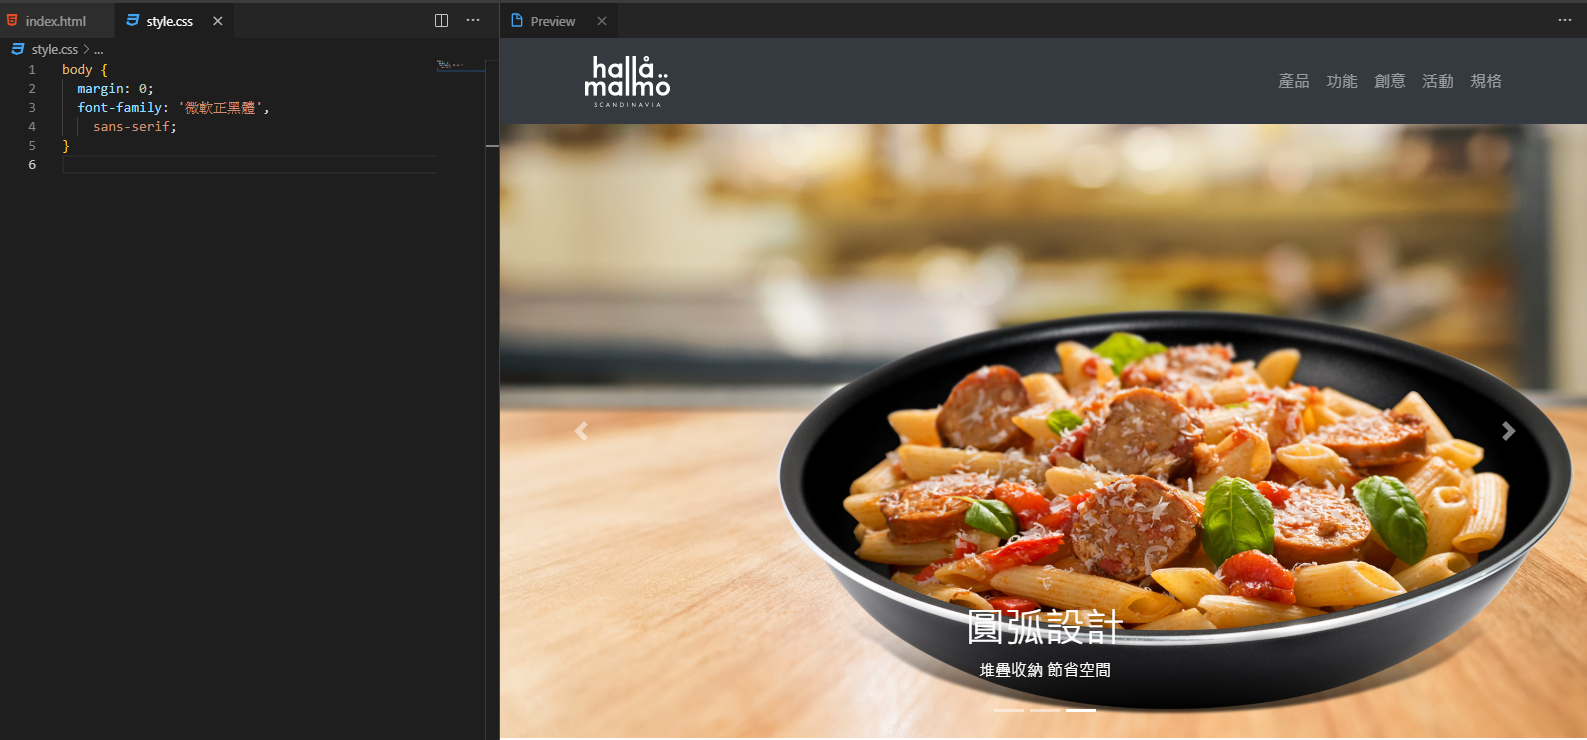 index.html
style.css
Preview
style.css > ...
1 body {
2 margin: 0;
3 font-family: '微軟正黑體',
4 sans-serif;
5 }
6
hallå
malmö
SCANDINAVIA
產品 功能 創意 活動 規格
圓弧設計
堆疊收納 節省空間